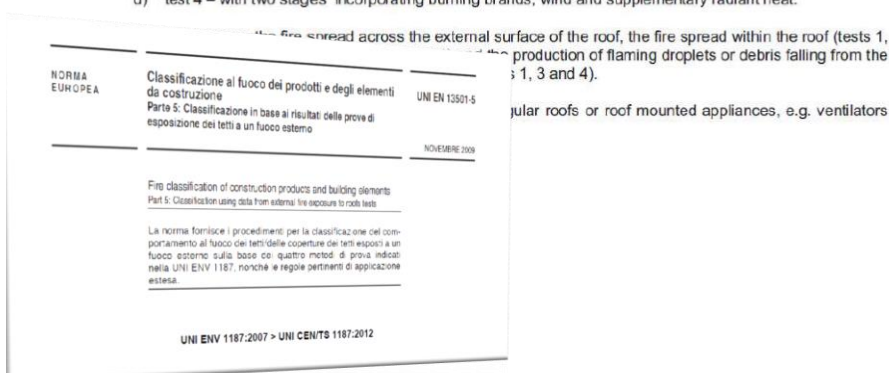 d) test 4 – with two stages incorporating burning brands, wind and supplementary radiant heat.
the fire spread across the external surface of the roof, the fire spread within the roof (tests 1,
the production of flaming droplets or debris falling from the
1, 3 and 4).
gular roofs or roof mounted appliances, e.g. ventilators
NORMA
EUROPEA
Classificazione al fuoco dei prodotti e degli elementi
da costruzione
Parte 5: Classificazione in base ai risultati delle prove di
esposizione dei tetti a un fuoco esterno
UNI EN 13501-5
NOVEMBRE 2009
Fire classification of construction products and building elements
Part 5: Classification using data from external fire exposure to roofs tests
La norma fornisce i procedimenti per la classificazione del com-
portamento al fuoco dei tetti/delle coperture dei tetti esposti a un
fuoco esterno sulla base dei quattro metodi di prova indicati
nella UNI ENV 1187, nonché le regole pertinenti di applicazione
estesa.
UNI ENV 1187:2007 > UNI CEN/TS 1187:2012